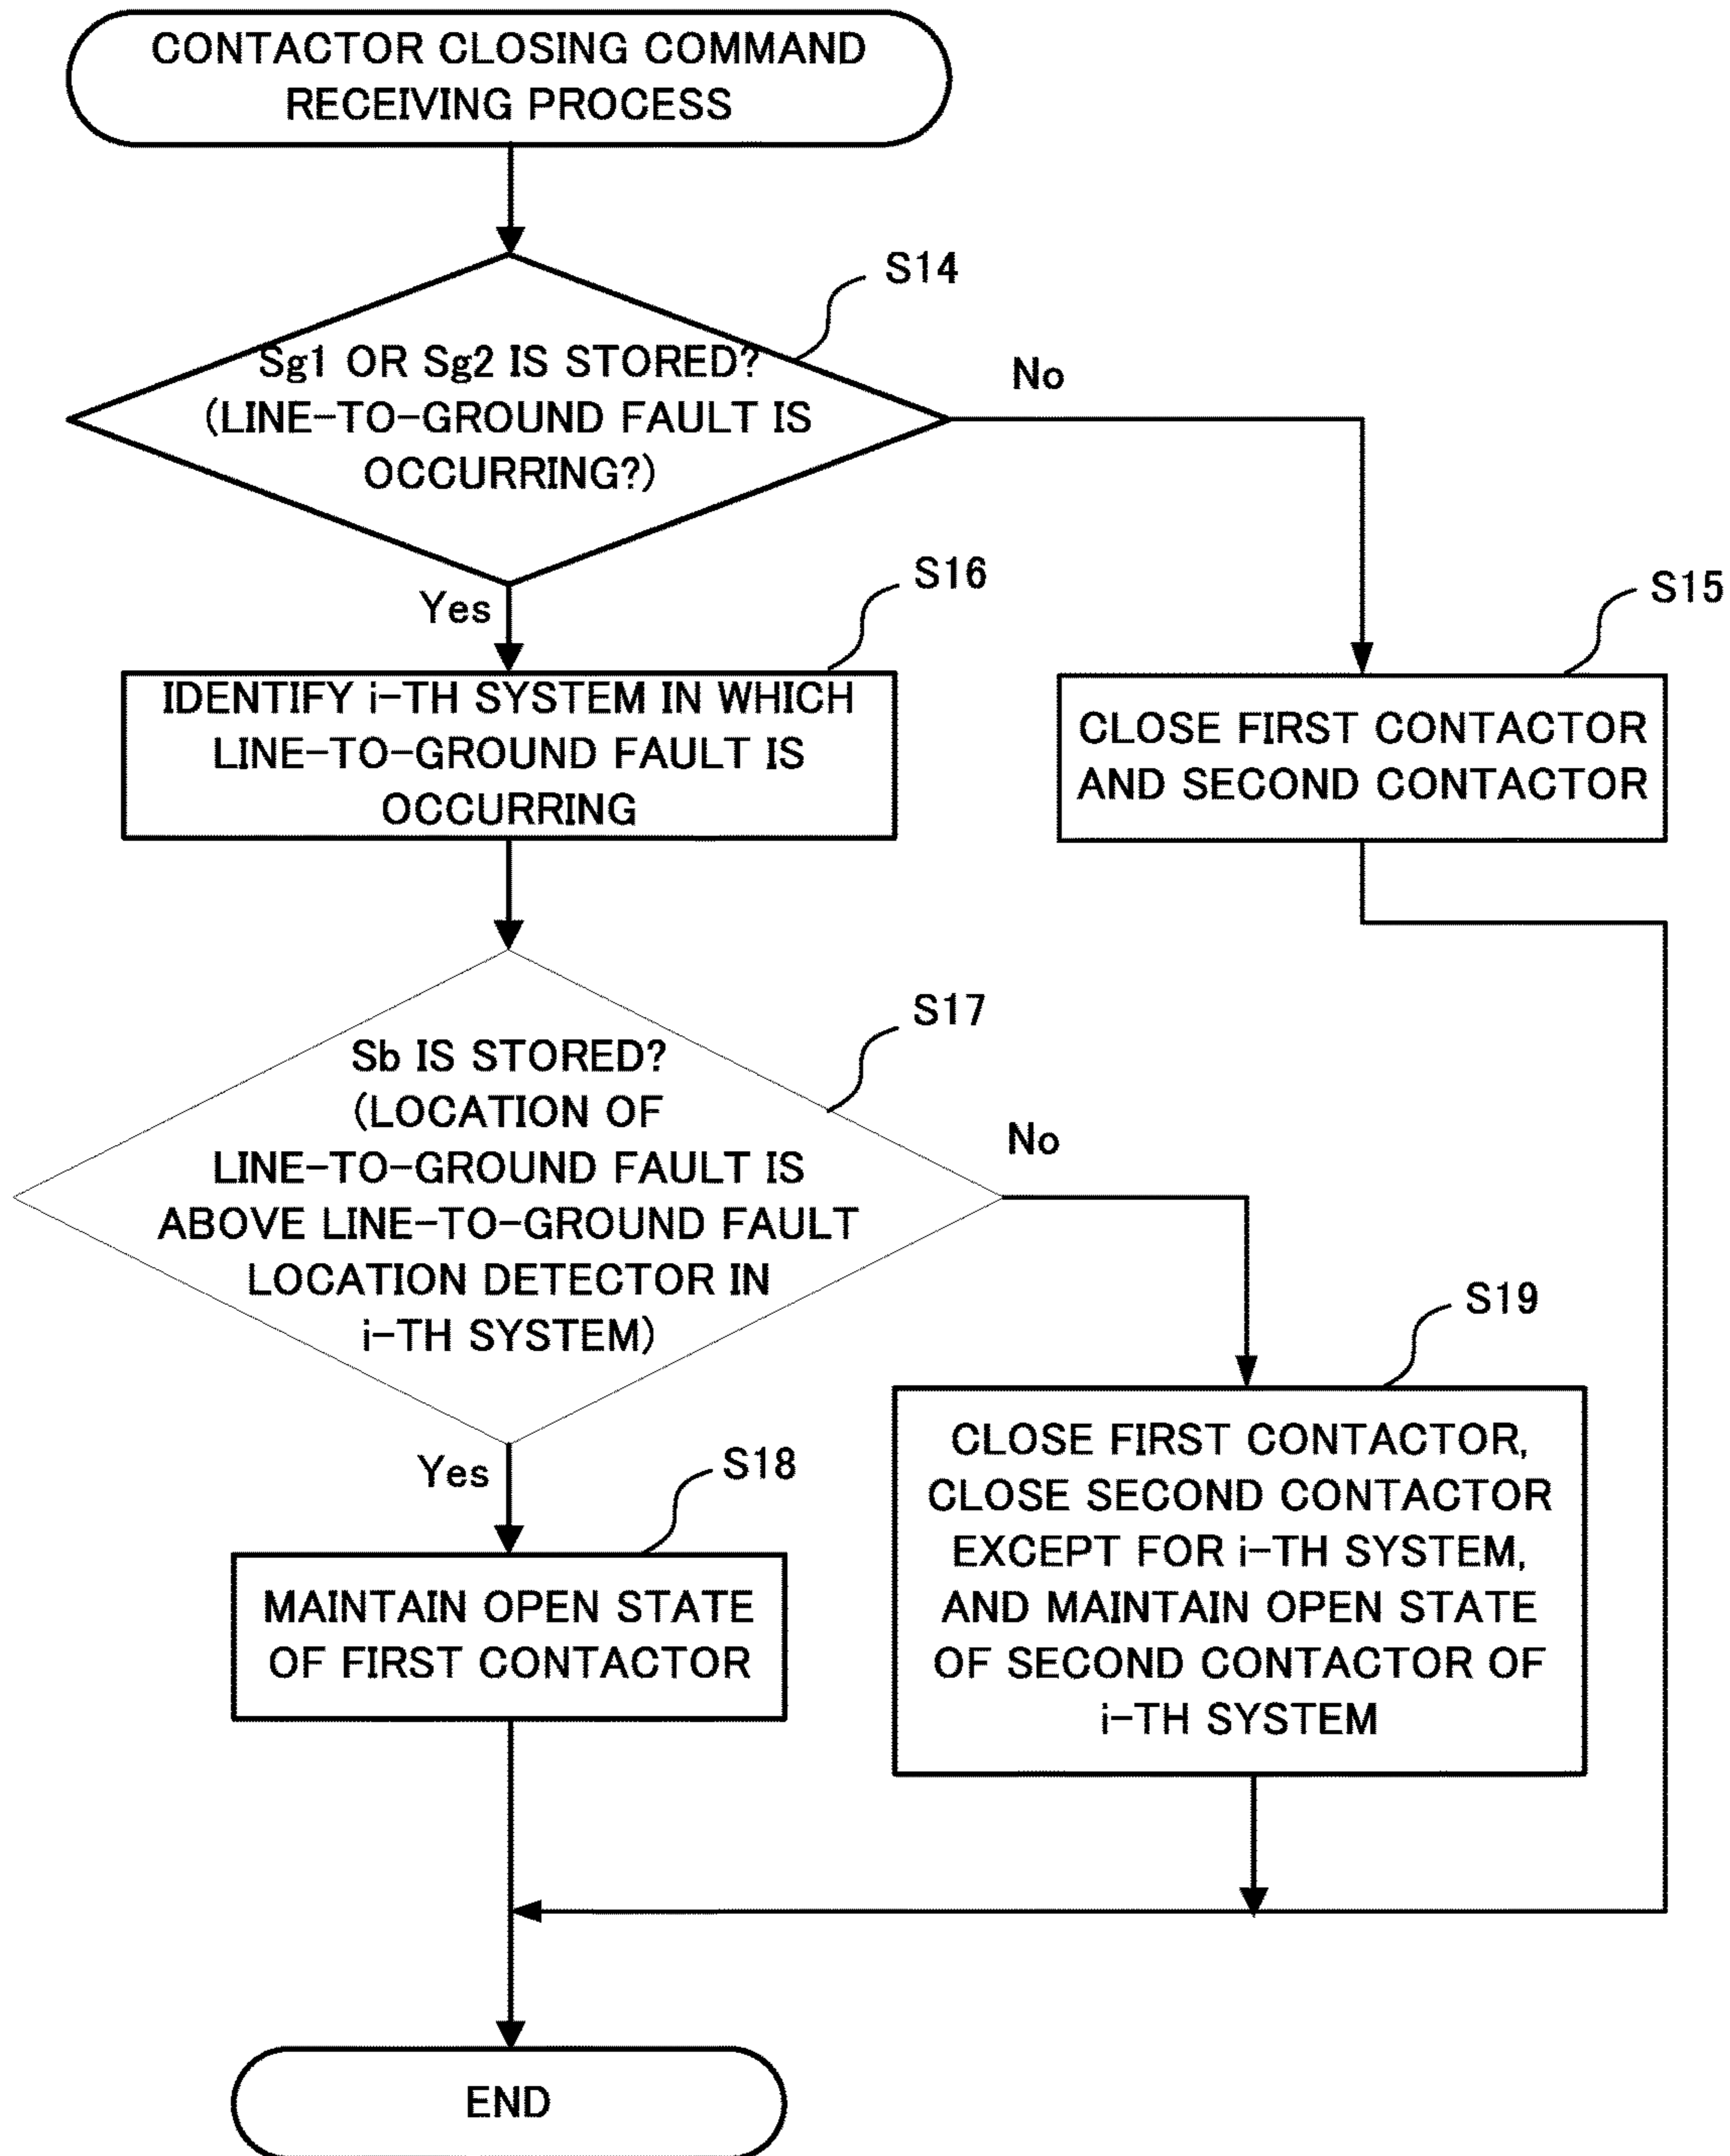 CONTACTOR CLOSING COMMAND
RECEIVING PROCESS
S14
Sg1 OR Sg2 IS STORED?
(LINE-TO-GROUND FAULT IS
OCCURRING?)
No
Yes
S16
S15
IDENTIFY i-TH SYSTEM IN WHICH
LINE-TO-GROUND FAULT IS
OCCURRING
CLOSE FIRST CONTACTOR
AND SECOND CONTACTOR
S17
Sb IS STORED?
(LOCATION OF
LINE-TO-GROUND FAULT IS
ABOVE LINE-TO-GROUND FAULT
LOCATION DETECTOR IN
i-TH SYSTEM)
No
Yes
S18
S19
MAINTAIN OPEN STATE
OF FIRST CONTACTOR
CLOSE FIRST CONTACTOR,
CLOSE SECOND CONTACTOR
EXCEPT FOR i-TH SYSTEM,
AND MAINTAIN OPEN STATE
OF SECOND CONTACTOR OF
i-TH SYSTEM
END